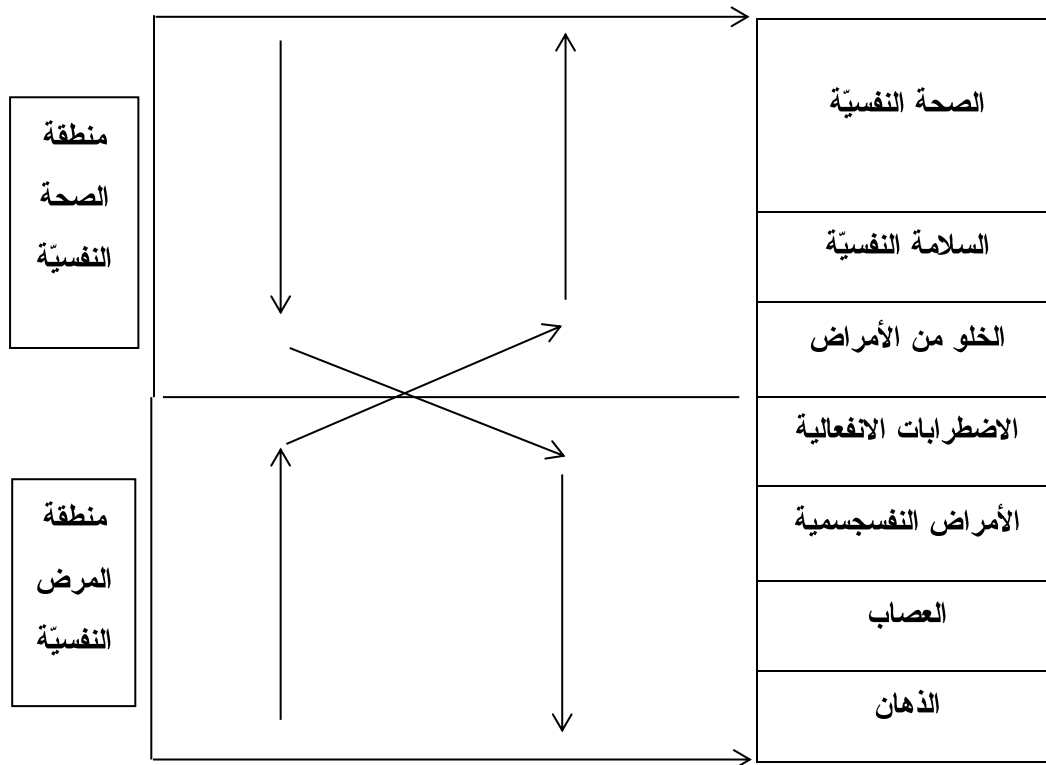 الصحة النفسيّة
السلامة النفسيّة
الخلو من الأمراض
الاضطرابات الانفعالية
الأمراض النفسجسمية
العصاب
الذهان
منطقة
الصحة
النفسيّة
منطقة
المرض
النفسيّة